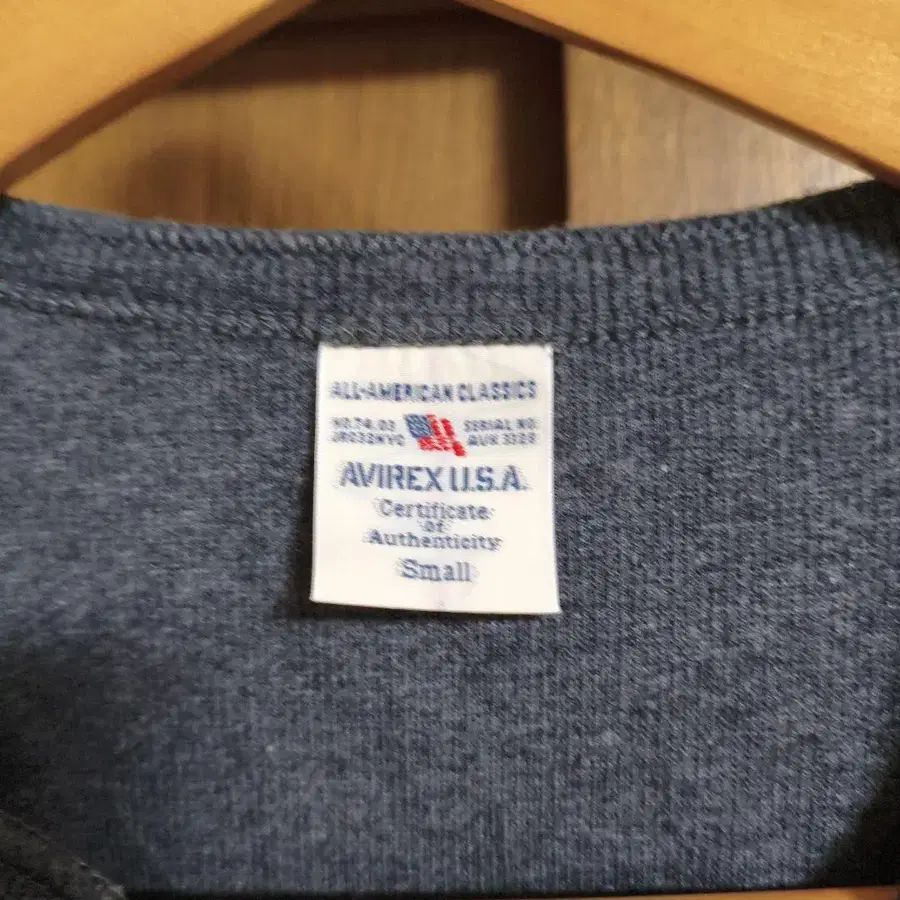 ALL-AMERICAN CLASSICS
SERIAL NO.
AVIREX U.S.A.
Certificate
of
Authenticity
Small